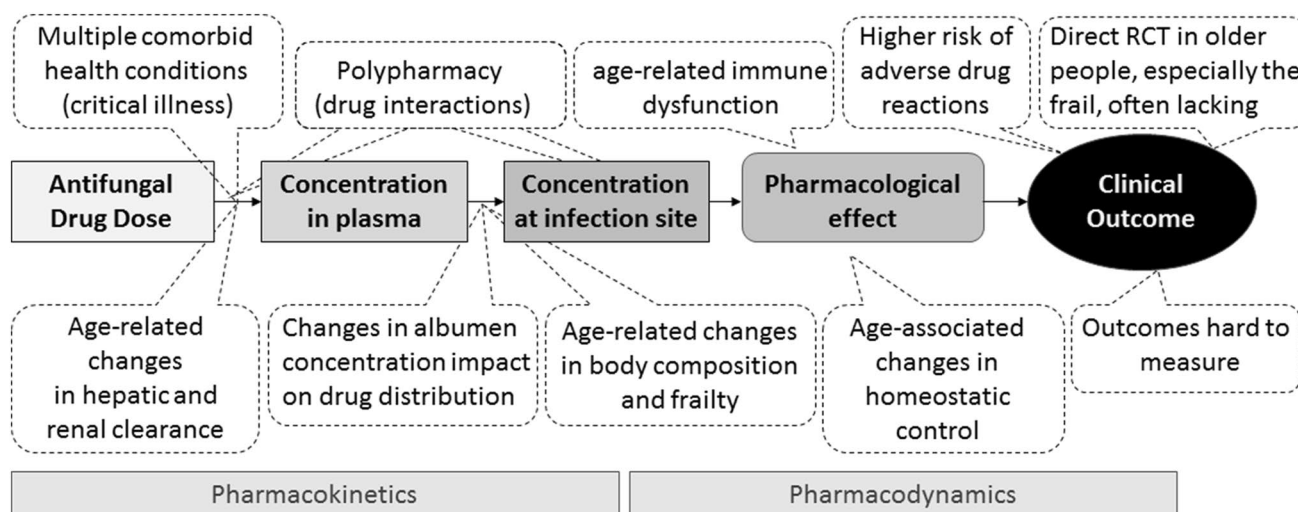 Multiple comorbid
health conditions
(critical illness)
Polypharmacy
(drug interactions)
age-related immune
dysfunction
Higher risk of
adverse drug
reactions
Direct RCT in older
people, especially the
frail, often lacking
Antifungal
Drug Dose
Concentration
in plasma
Concentration
at infection site
Pharmacological
effect
Clinical
Outcome
Age-related
changes
in hepatic and
renal clearance
Changes in albumen
concentration impact
on drug distribution
Age-related changes
in body composition
and frailty
Age-associated
changes in
homeostatic
control
Outcomes hard to
measure
Pharmacokinetics
Pharmacodynamics